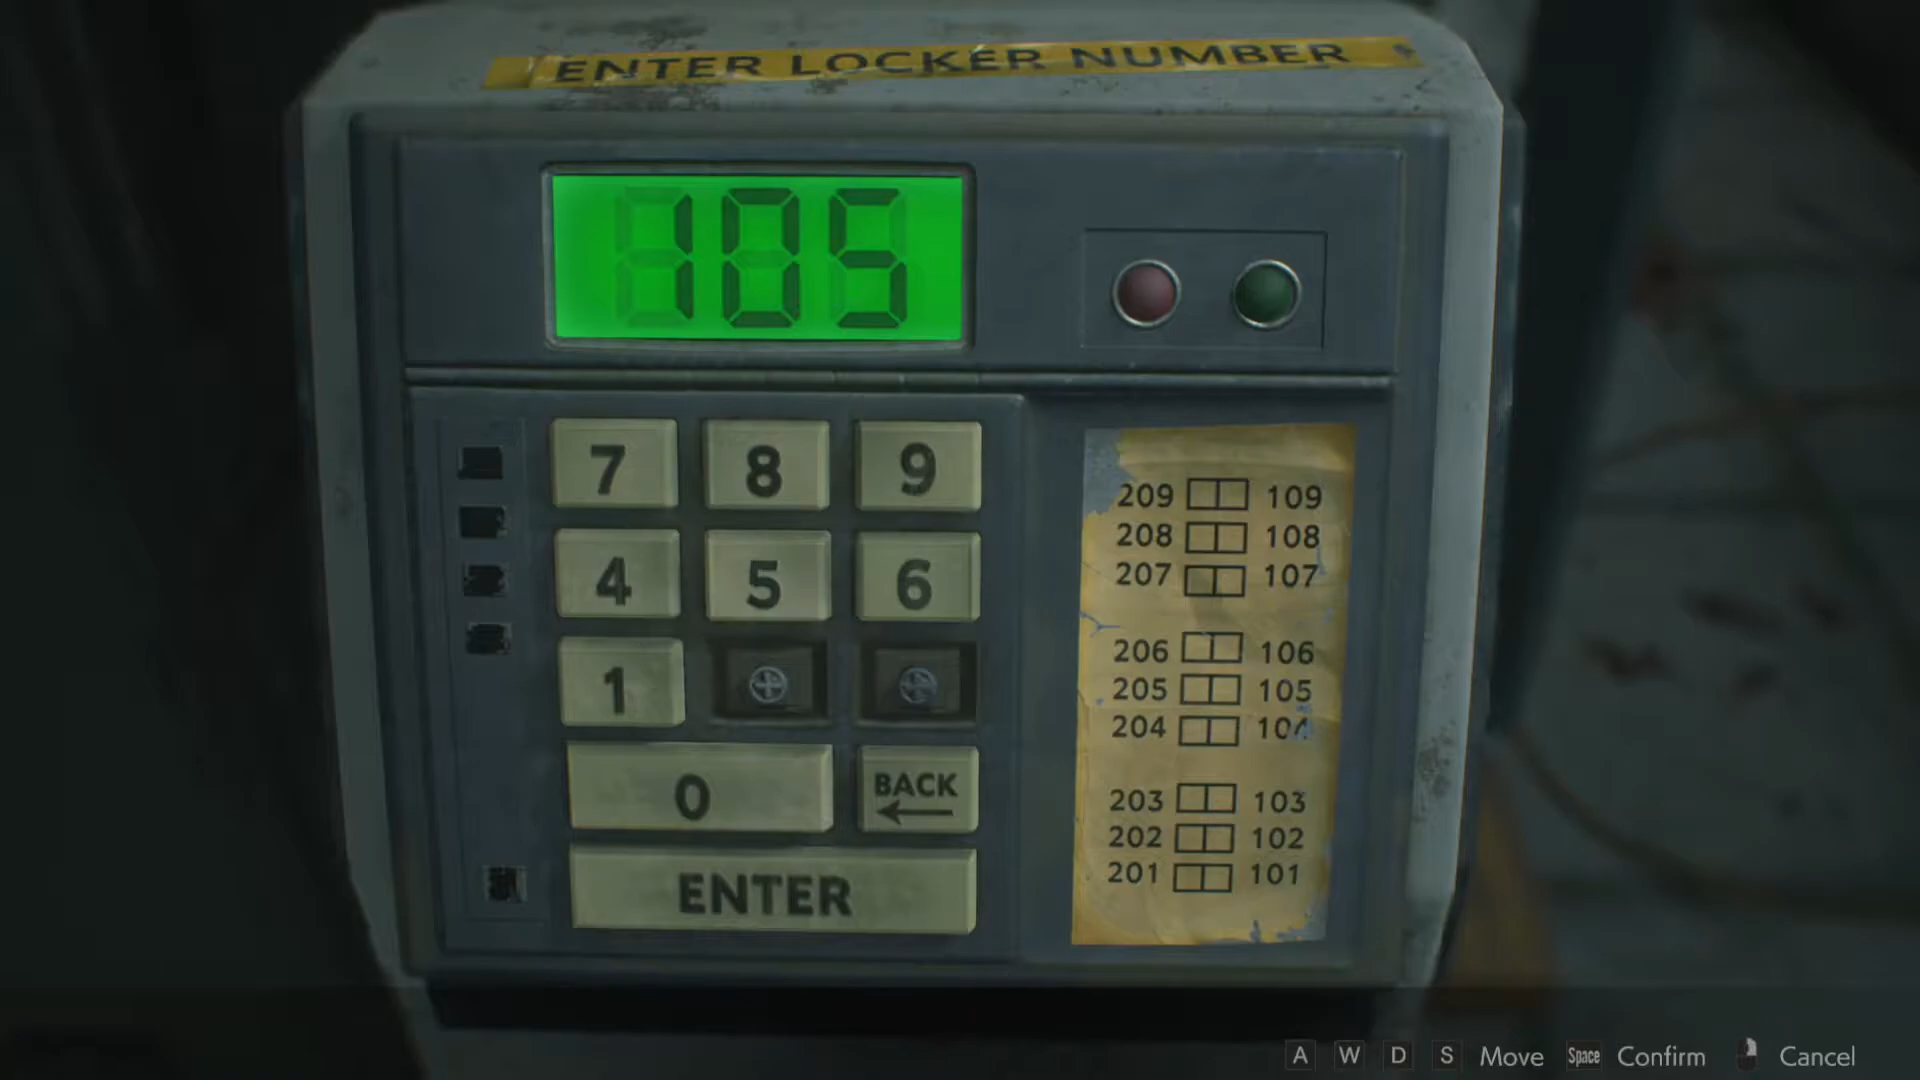 ENTER LOCKER NUMBER
105
7 8 9
4 5 6
1
0 BACK
ENTER
209 109
208 108
207 107
206 106
205 105
204 104
203 103
202 102
201 101
A W D S Move Space Confirm Cancel